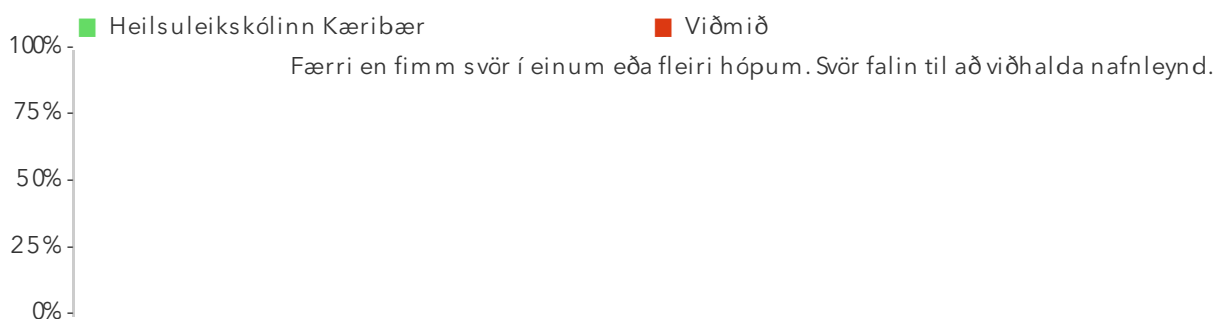 Heilsuleikskólinn Kæribær
Viðmið
100%
Færri en fimm svör í einum eða fleiri hópum. Svör falin til að viðhalda nafnleynd.
75%
50%
25%
0%